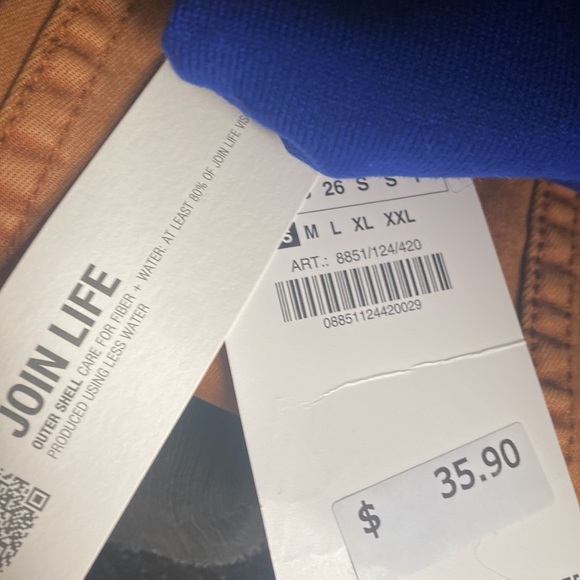 JOIN LIFE
OUTER SHELL CARE FOR FIBER + WATER: AT LEAST 80% OF JOIN LIFE VIS
PRODUCED USING LESS WATER
26 S S
S M L XL XXL
ART.: 8851/124/420
08851124420029
$ 35.90